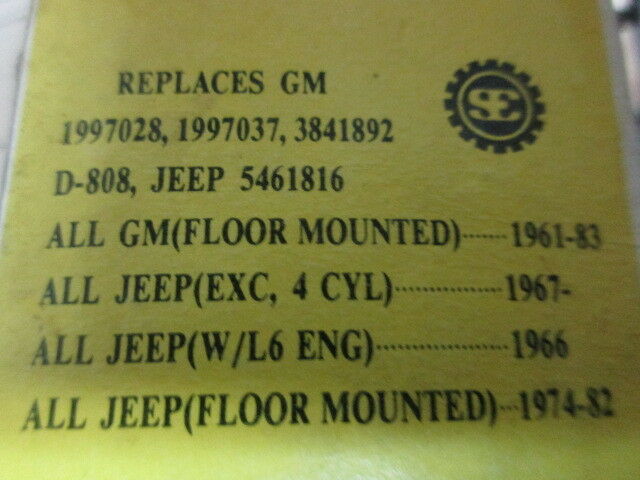 REPLACES GM
1997028, 1997037, 3841892
D-808, JEEP 5461816
ALL GM(FLOOR MOUNTED)·······1961-83
ALL JEEP(EXC, 4 CYL)···············1967-
ALL JEEP(W/L6 ENG)···················1966
ALL JEEP(FLOOR MOUNTED)···1974-82
SE